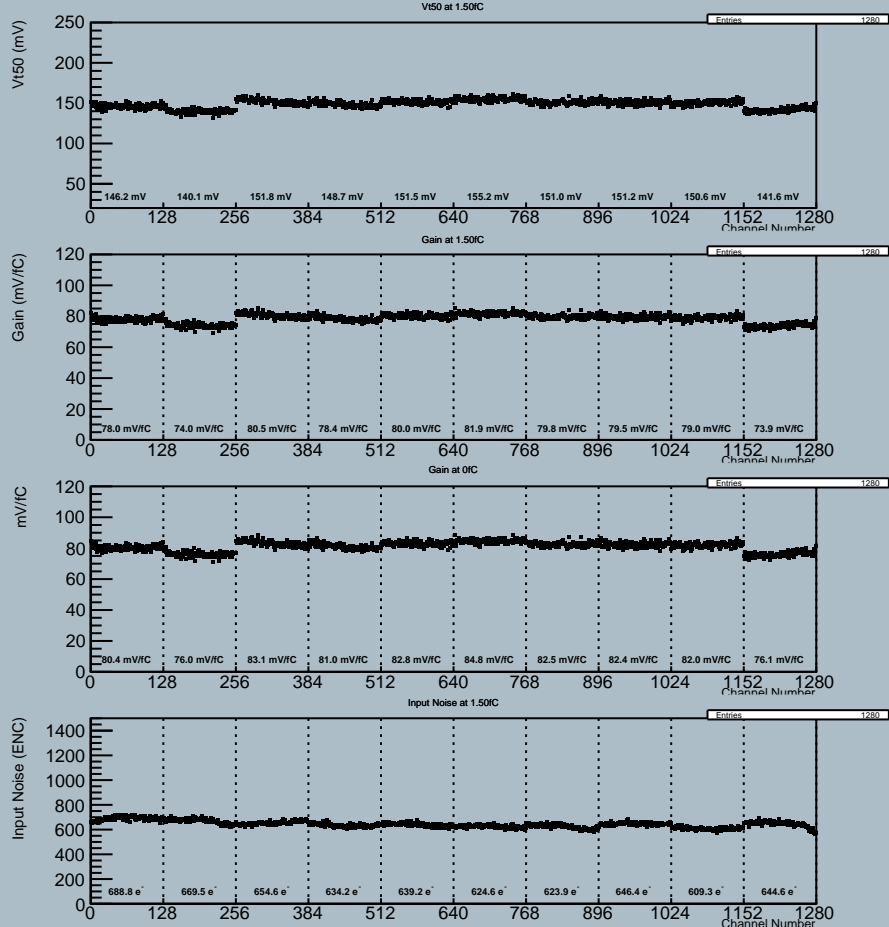 Vt50 at 1.50fC
Entries 1280
Vt50 (mV)
250
200
150
100
50
146.2 mV 140.1 mV 151.8 mV 148.7 mV 151.5 mV 155.2 mV 151.0 mV 151.2 mV 150.6 mV 141.6 mV
0 128 256 384 512 640 768 896 1024 1152 1280
Channel Number
Gain at 1.50fC
Entries 1280
Gain (mV/fC)
120
100
80
60
40
20
0
78.0 mV/fC 74.0 mV/fC 80.5 mV/fC 78.4 mV/fC 80.0 mV/fC 81.9 mV/fC 79.8 mV/fC 79.5 mV/fC 79.0 mV/fC 73.9 mV/fC
0 128 256 384 512 640 768 896 1024 1152 1280
Channel Number
Gain at 0fC
Entries 1280
mV/fC
120
100
80
60
40
20
0
80.4 mV/fC 76.0 mV/fC 83.1 mV/fC 81.0 mV/fC 82.8 mV/fC 84.8 mV/fC 82.5 mV/fC 82.4 mV/fC 82.0 mV/fC 76.1 mV/fC
0 128 256 384 512 640 768 896 1024 1152 1280
Channel Number
Input Noise at 1.50fC
Entries 1280
Input Noise (ENC)
1400
1200
1000
800
600
400
200
0
688.8 e⁻ 669.5 e⁻ 654.6 e⁻ 634.2 e⁻ 639.2 e⁻ 624.6 e⁻ 623.9 e⁻ 646.4 e⁻ 609.3 e⁻ 644.6 e⁻
0 128 256 384 512 640 768 896 1024 1152 1280
Channel Number